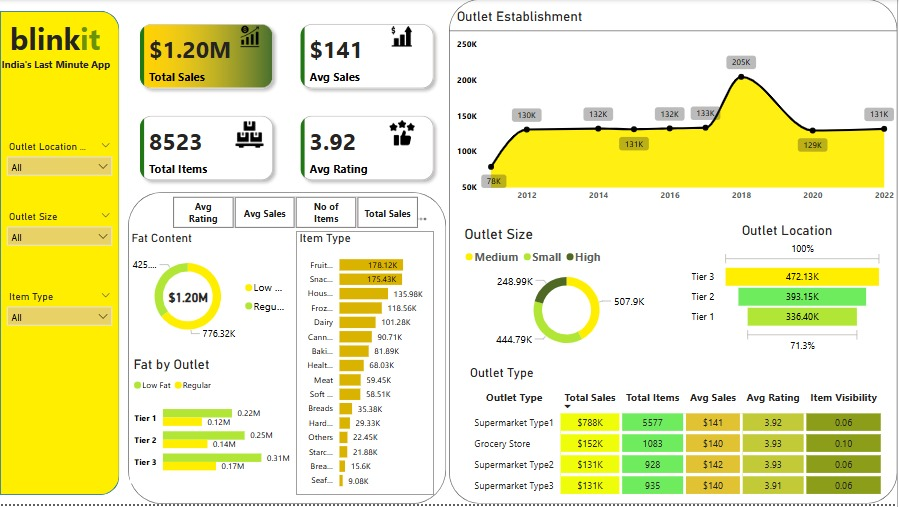 blinkit
India's Last Minute App
Outlet Location ...
All
Outlet Size
All
Item Type
All
$1.20M
Total Sales
$141
Avg Sales
8523
Total Items
3.92
Avg Rating
Avg
Rating
Avg Sales
No of
Items
Total Sales
Fat Content
425....
$1.20M
776.32K
Low ...
Regu...
Fat by Outlet
Low Fat
Regular
Tier 1
0.22M
0.12M
Tier 2
0.25M
0.14M
Tier 3
0.31M
0.17M
Item Type
Fruit... 178.12K
Snac... 175.43K
Hous... 135.98K
Froz... 118.56K
Dairy 101.28K
Cann... 90.71K
Baki... 81.89K
Healt... 68.03K
Meat 59.45K
Soft ... 58.51K
Breads 35.38K
Hard... 29.33K
Others 22.45K
Starc... 21.88K
Brea... 15.6K
Seaf... 9.08K
Outlet Establishment
250K
200K
150K
100K
50K
78K
130K
132K
131K
132K
133K
205K
129K
131K
2012 2014 2016 2018 2020 2022
Outlet Size
Medium Small High
248.99K
507.9K
444.79K
Outlet Location
100%
Tier 3 472.13K
Tier 2 393.15K
Tier 1 336.40K
71.3%
Outlet Type
Outlet Type Total Sales Total Items Avg Sales Avg Rating Item Visibility
Supermarket Type1 $788K 5577 $141 3.92 0.06
Grocery Store $152K 1083 $140 3.93 0.10
Supermarket Type2 $131K 928 $142 3.93 0.06
Supermarket Type3 $131K 935 $140 3.91 0.06